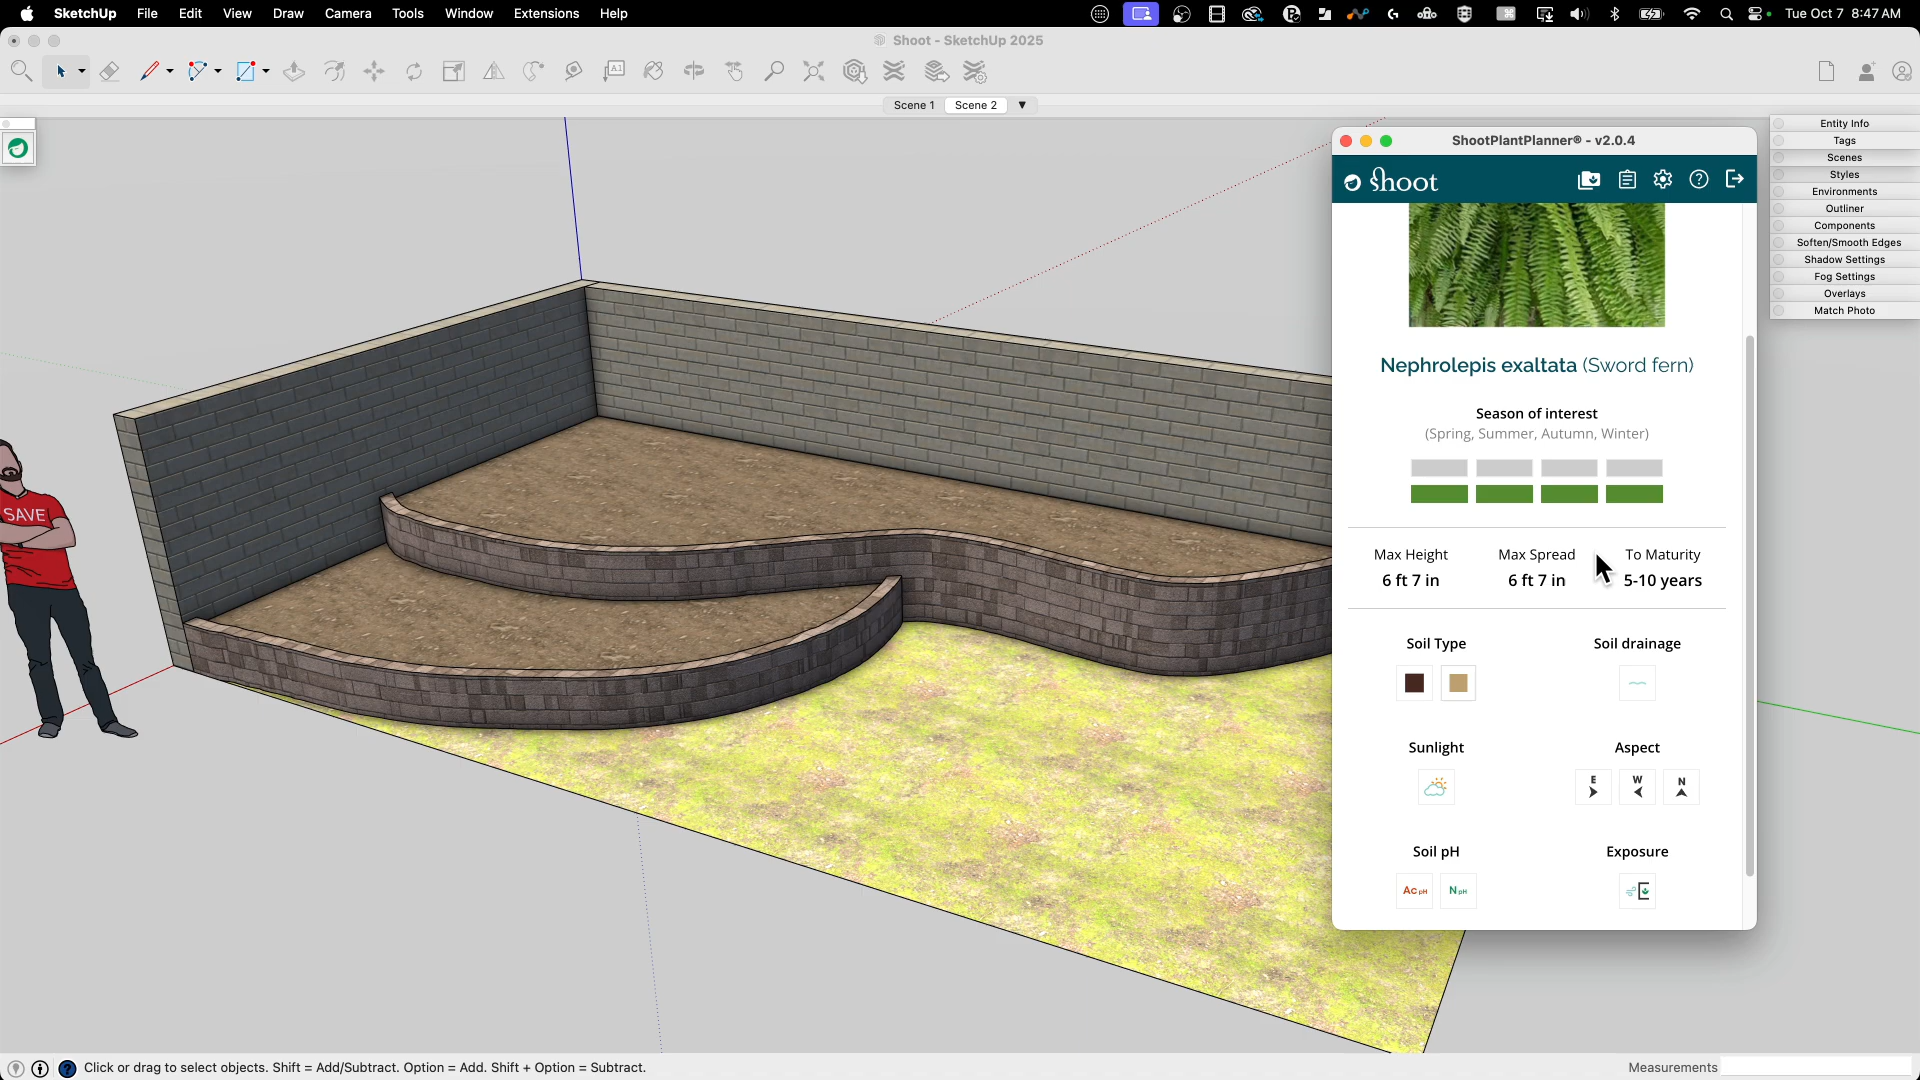 SketchUp File Edit View Draw Camera Tools Window Extensions Help Tue Oct 7 8:47 AM
Shoot - SketchUp 2025
A1
Scene 1 Scene 2
ShootPlantPlanner® - v2.0.4
shoot
Nephrolepis exaltata (Sword fern)
Season of interest
(Spring, Summer, Autumn, Winter)
Max Height Max Spread To Maturity
6 ft 7 in 6 ft 7 in 5-10 years
Soil Type Soil drainage
Sunlight Aspect
E W N
Soil pH Exposure
Ac pH N pH
Entity Info
Tags
Scenes
Styles
Environments
Outliner
Components
Soften/Smooth Edges
Shadow Settings
Fog Settings
Overlays
Match Photo
SAVE
Click or drag to select objects. Shift = Add/Subtract. Option = Add. Shift + Option = Subtract.
Measurements